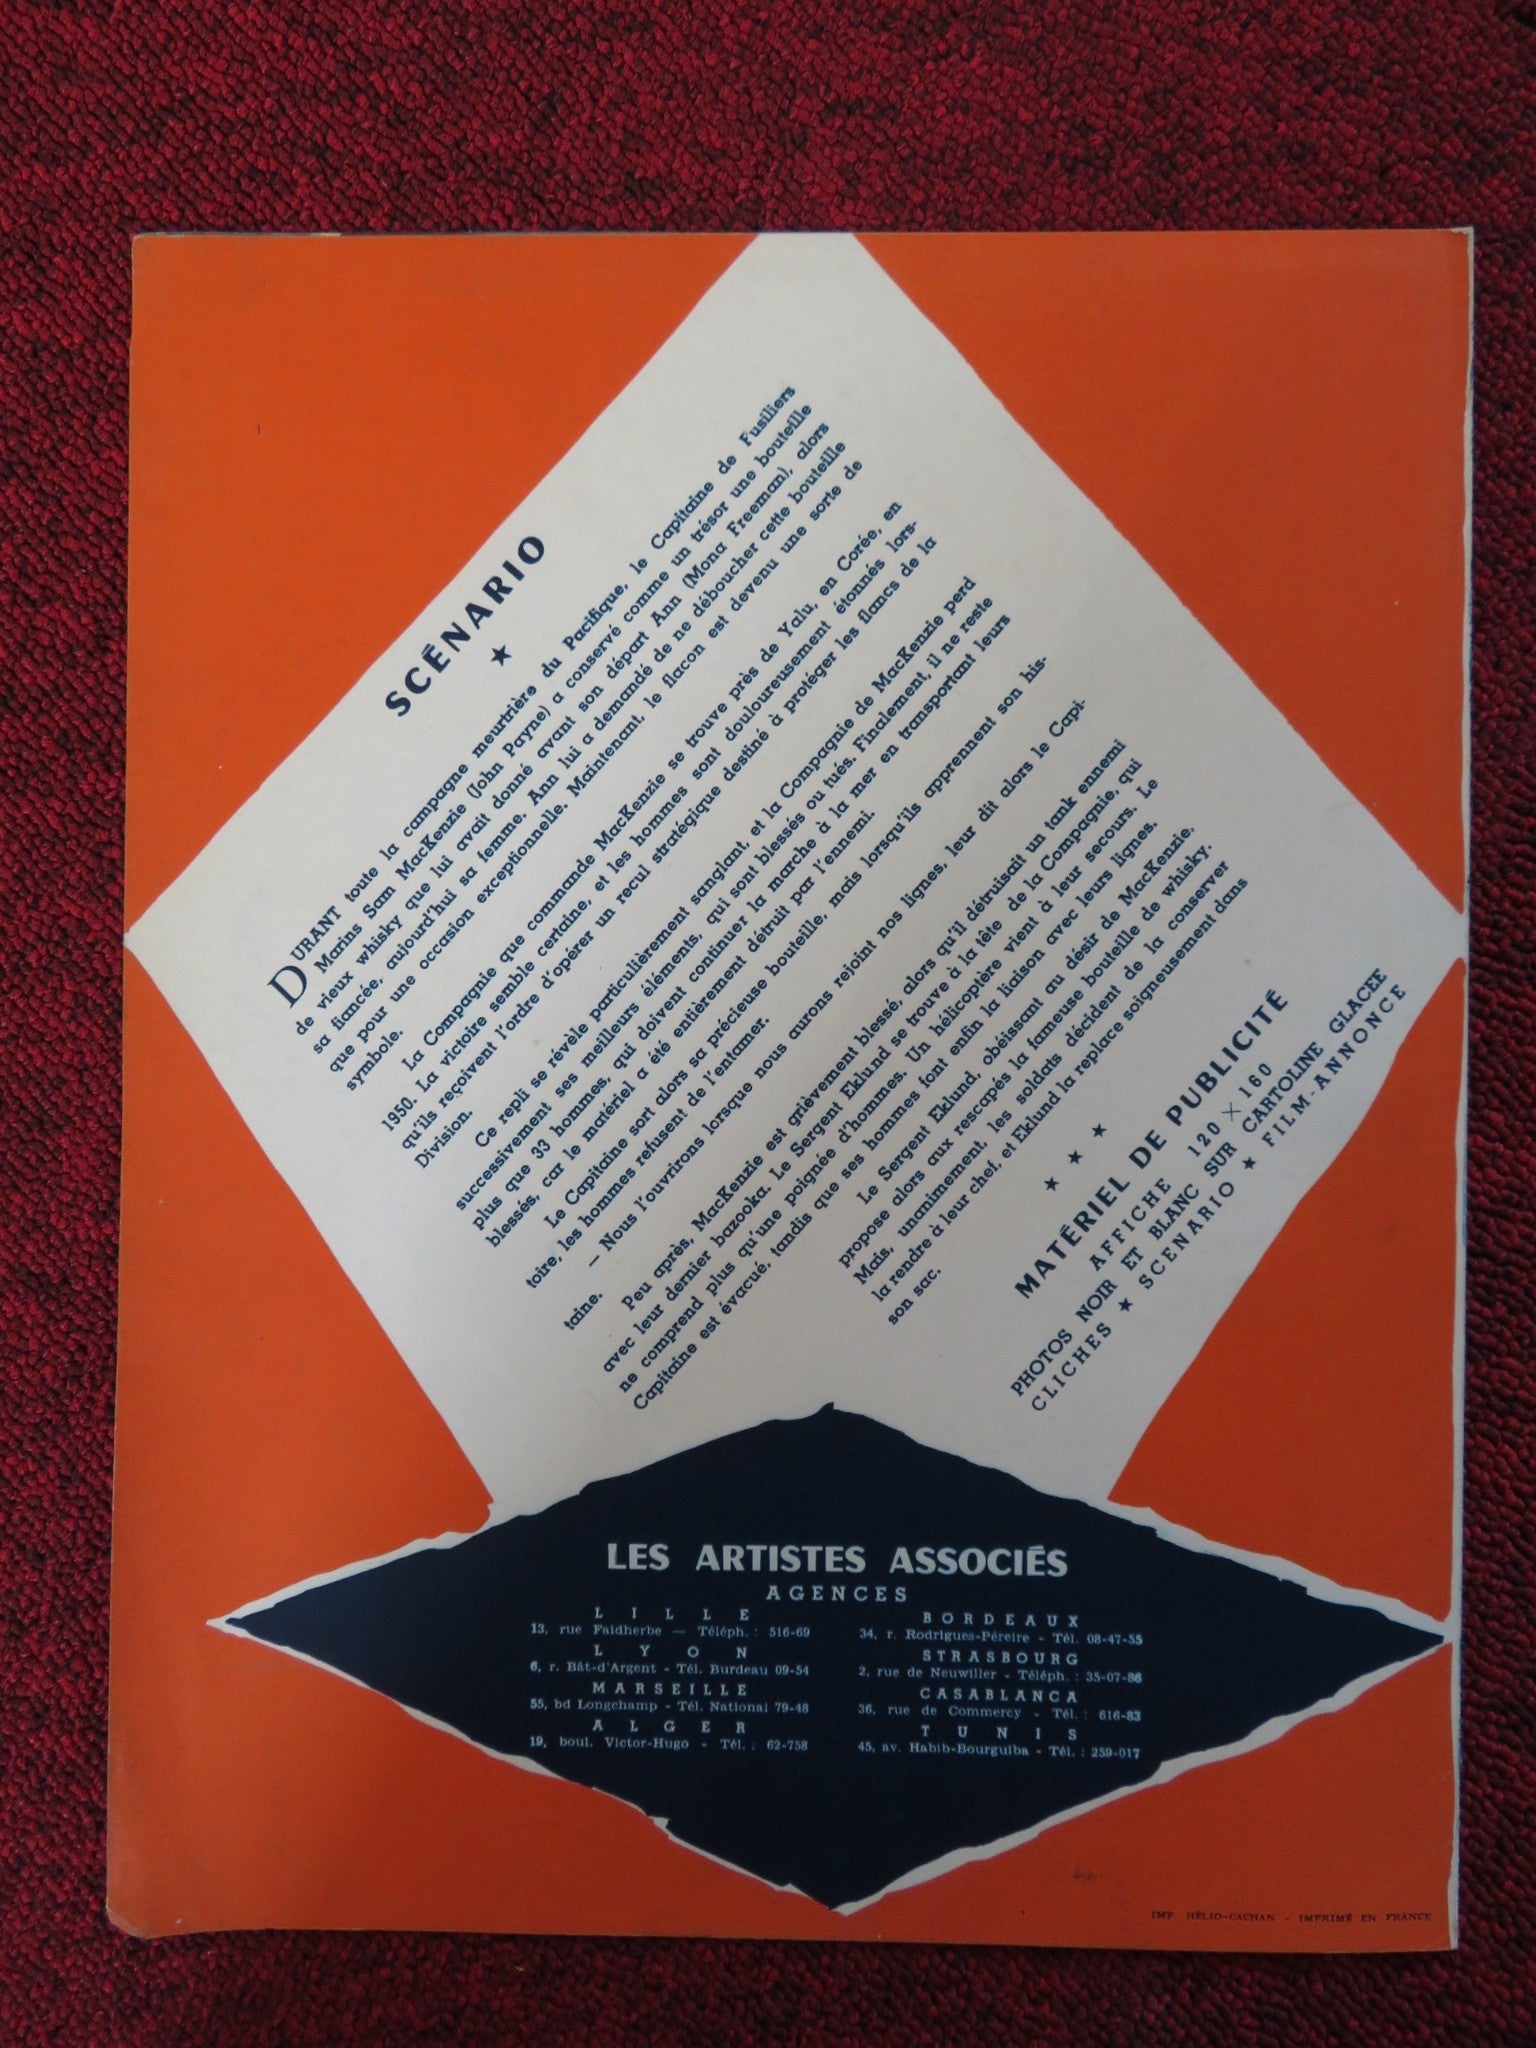 SCÉNARIO
★
DURANT toute la campagne meurtrière du Pacifique, le Capitaine de Fusiliers
Marins Sam MacKenzie (John Payne) a conservé comme un trésor une bouteille
de vieux whisky que lui avait donné avant son départ Ann (Mona Freeman), alors
sa fiancée, aujourd'hui sa femme. Ann lui a demandé de ne déboucher cette bouteille
que pour une occasion exceptionnelle. Maintenant, le flacon est devenu une sorte de
symbole.
La Compagnie que commande MacKenzie se trouve près de Yalu, en Corée, en
1950. La victoire semble certaine, et les hommes sont douloureusement étonnés lors-
qu'ils reçoivent l'ordre d'opérer un recul stratégique destiné à protéger les flancs de la
Division.
Ce repli se révèle particulièrement sanglant, et la Compagnie de MacKenzie perd
successivement ses meilleurs éléments, qui sont blessés ou tués. Finalement, il ne reste
plus que 33 hommes, qui doivent continuer la marche à la mer en transportant leurs
blessés, car le matériel a été entièrement détruit par l'ennemi.
Le Capitaine sort alors sa précieuse bouteille, mais lorsqu'ils apprennent son his-
toire, les hommes refusent de l'entamer.
— Nous l'ouvrirons lorsque nous aurons rejoint nos lignes, leur dit alors le Capi-
taine.
Peu après, MacKenzie est grièvement blessé, alors qu'il détruisait un tank ennemi
avec leur dernier bazooka. Le Sergent Eklund se trouve à la tête de la Compagnie, qui
ne comprend plus qu'une poignée d'hommes. Un hélicoptère vient à leur secours. Le
Capitaine est évacué, tandis que ses hommes font enfin la liaison avec leurs lignes.
Le Sergent Eklund, obéissant au désir de MacKenzie,
propose alors aux rescapés la fameuse bouteille de whisky.
Mais, unanimement, les soldats décident de la conserver
la rendre à leur chef, et Eklund la replace soigneusement dans
son sac.
★ ★ ★
MATÉRIEL DE PUBLICITÉ
AFFICHE 120 × 160
PHOTOS NOIR ET BLANC SUR CARTOLINE GLACEE
CLICHES ★ SCENARIO ★ FILM-ANNONCE
LES ARTISTES ASSOCIÉS
AGENCES
LILLE
13, rue Faidherbe — Téléph. : 516-69
LYON
6, r. Bât-d'Argent - Tél. Burdeau 09-54
MARSEILLE
55, bd Longchamp - Tél. National 79-48
ALGER
19, boul. Victor-Hugo - Tél. : 62-758
BORDEAUX
34, r. Rodrigues-Péreire - Tél. 08-47-55
STRASBOURG
2, rue de Neuwiller - Téléph. : 35-07-86
CASABLANCA
36, rue de Commercy - Tél. : 616-83
TUNIS
45, av. Habib-Bourguiba - Tél. : 259-017
IMP HÉLIO-CACHAN - IMPRIMÉ EN FRANCE